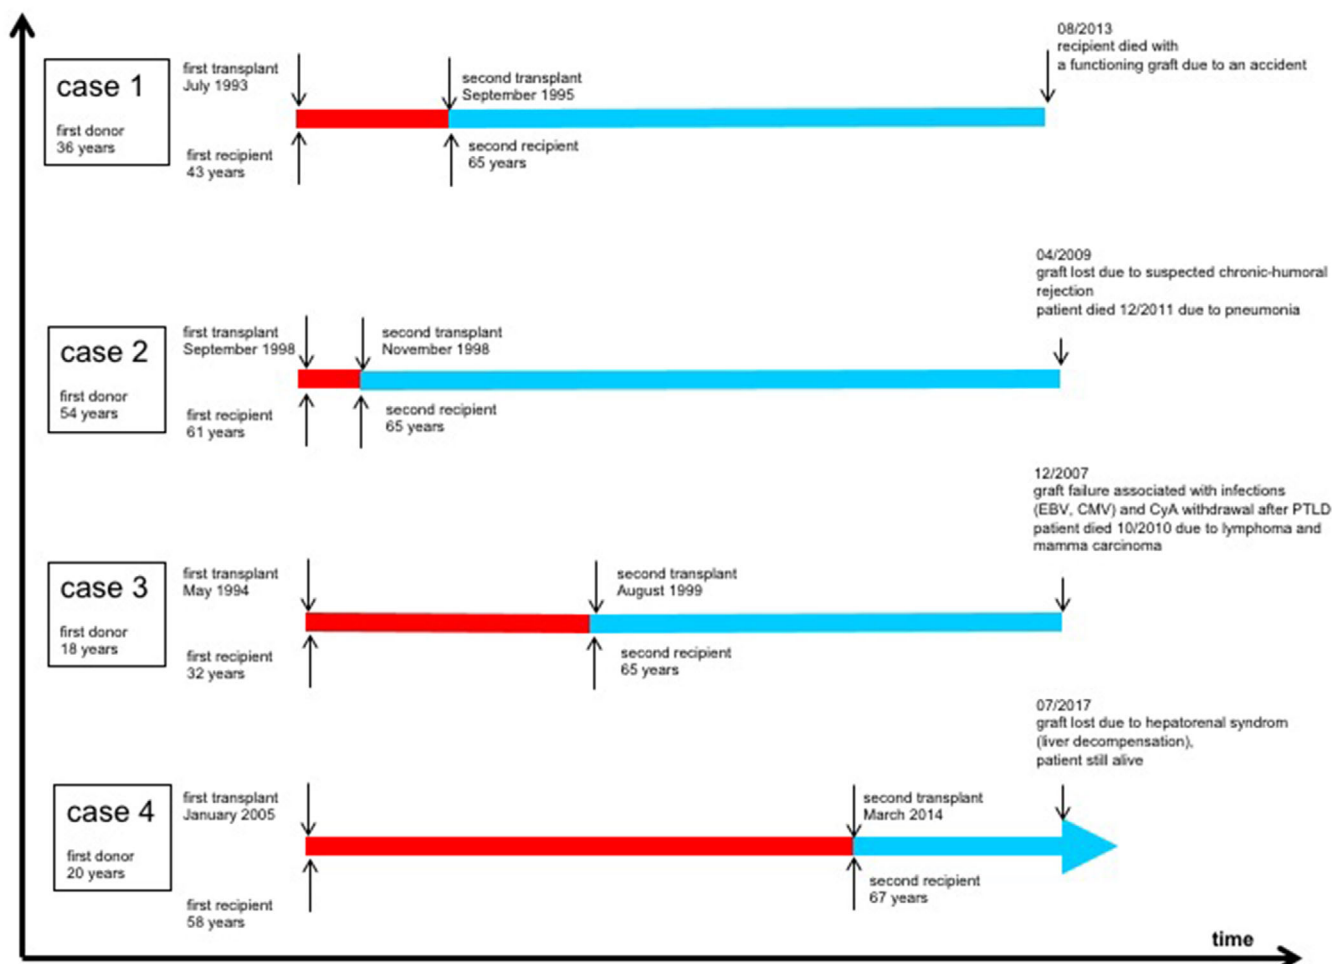 case 1
first donor
36 years
first transplant
July 1993
first recipient
43 years
second transplant
September 1995
second recipient
65 years
08/2013
recipient died with
a functioning graft due to an accident
case 2
first donor
54 years
first transplant
September 1998
first recipient
61 years
second transplant
November 1998
second recipient
65 years
04/2009
graft lost due to suspected chronic-humoral
rejection
patient died 12/2011 due to pneumonia
case 3
first donor
18 years
first transplant
May 1994
first recipient
32 years
second transplant
August 1999
second recipient
65 years
12/2007
graft failure associated with infections
(EBV, CMV) and CyA withdrawal after PTLD
patient died 10/2010 due to lymphoma and
mamma carcinoma
case 4
first donor
20 years
first transplant
January 2005
first recipient
58 years
second transplant
March 2014
second recipient
67 years
07/2017
graft lost due to hepatorenal syndrom
(liver decompensation),
patient still alive
time